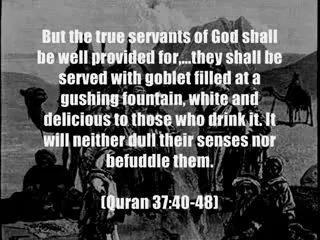 But the true servants of God shall
be well provided for,...they shall be
served with goblet filled at a
gushing fountain, white and
delicious to those who drink it. It
will neither dull their senses nor
befuddle them.
(Quran 37:40-48)